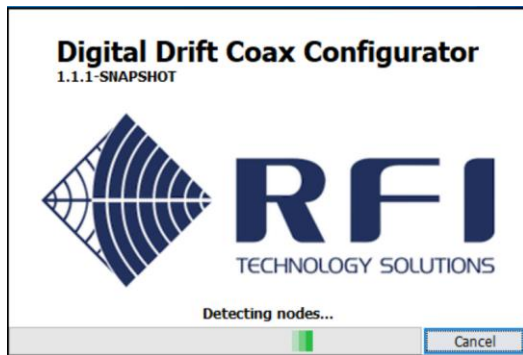 Digital Drift Coax Configurator
1.1.1-SNAPSHOT
RFI
TECHNOLOGY SOLUTIONS
Detecting nodes...
Cancel